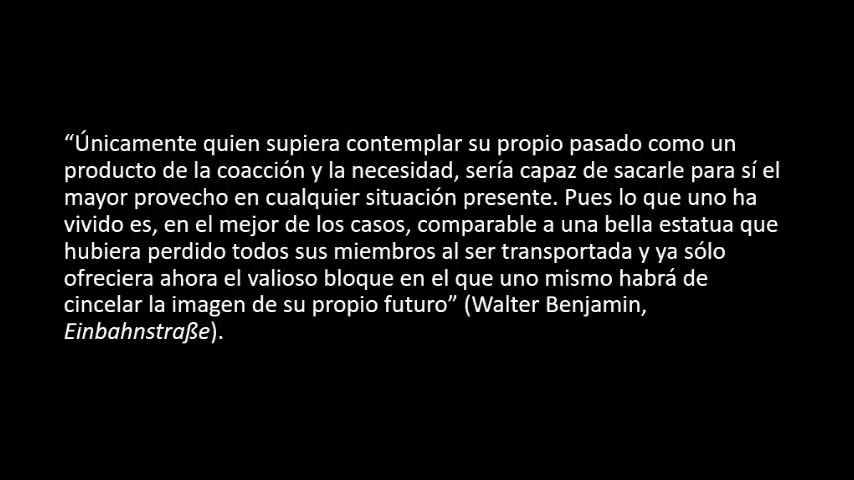 “Únicamente quien supiera contemplar su propio pasado como un
producto de la coacción y la necesidad, sería capaz de sacarle para sí el
mayor provecho en cualquier situación presente. Pues lo que uno ha
vivido es, en el mejor de los casos, comparable a una bella estatua que
hubiera perdido todos sus miembros al ser transportada y ya sólo
ofreciera ahora el valioso bloque en el que uno mismo habrá de
cincelar la imagen de su propio futuro” (Walter Benjamin,
Einbahnstraße).